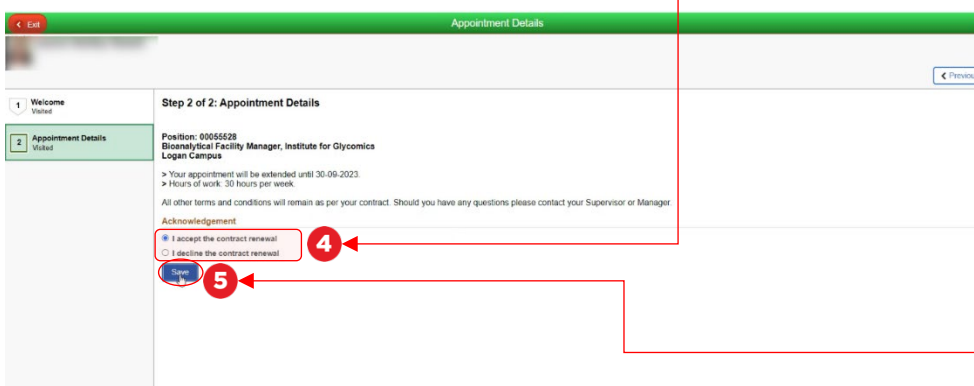 Exit
Appointment Details
Previou
1 Welcome
Visited
2 Appointment Details
Visited
Step 2 of 2: Appointment Details
Position: 00055528
Bioanalytical Facility Manager, Institute for Glycomics
Logan Campus
> Your appointment will be extended until 30-09-2023.
> Hours of work: 30 hours per week.
All other terms and conditions will remain as per your contract. Should you have any questions please contact your Supervisor or Manager.
Acknowledgement
I accept the contract renewal
I decline the contract renewal
4
Save
5